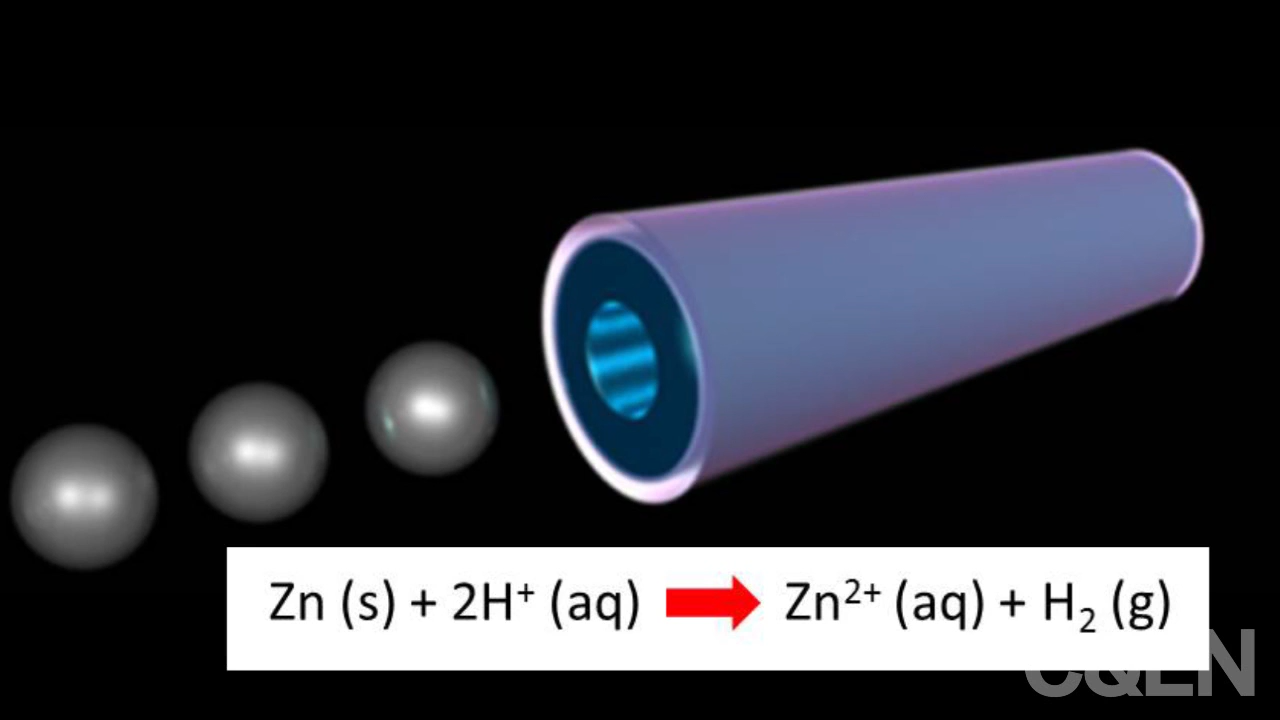 Zn (s) + 2H⁺ (aq) ➡ Zn²⁺ (aq) + H₂ (g)
C&EN